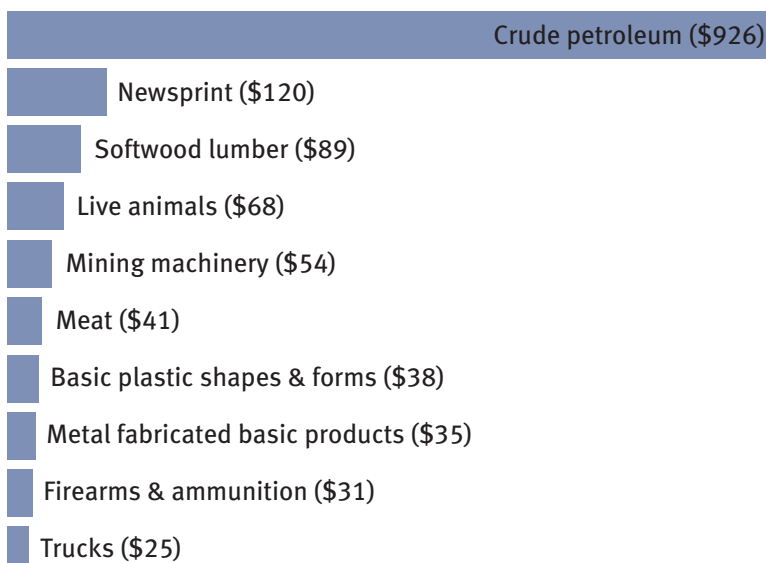 Crude petroleum ($926)
Newsprint ($120)
Softwood lumber ($89)
Live animals ($68)
Mining machinery ($54)
Meat ($41)
Basic plastic shapes & forms ($38)
Metal fabricated basic products ($35)
Firearms & ammunition ($31)
Trucks ($25)